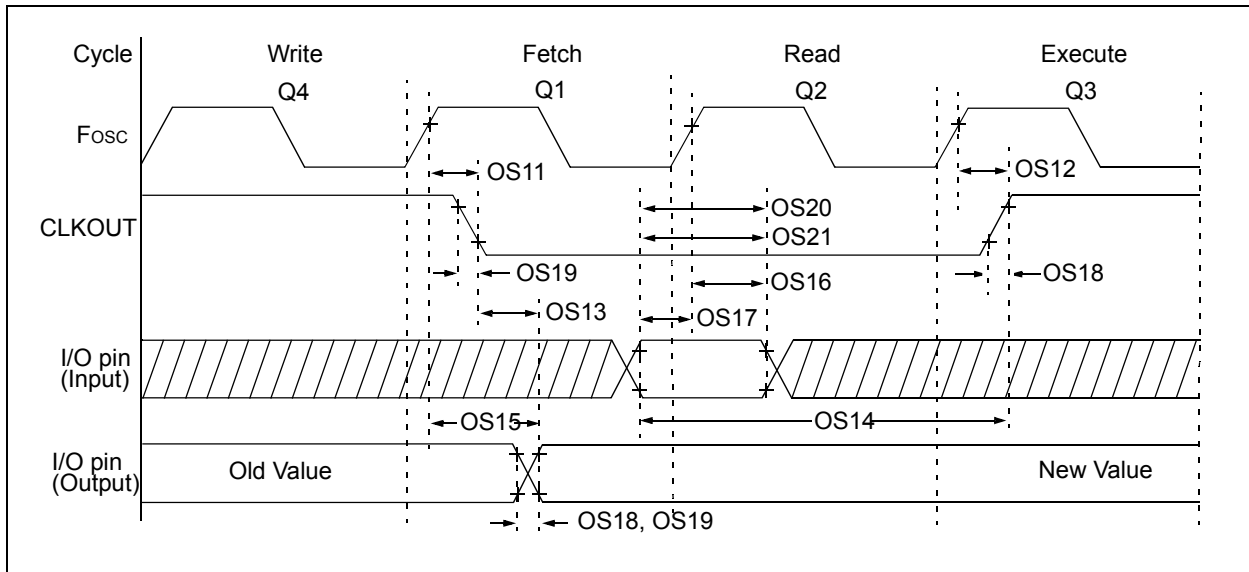 Cycle Write Fetch Read Execute
Q4 Q1 Q2 Q3
FOSC
OS11 OS12
CLKOUT
OS20
OS21
OS19 OS16 OS18
OS13 OS17
I/O pin
(Input)
OS15 OS14
I/O pin
(Output)
Old Value New Value
OS18, OS19